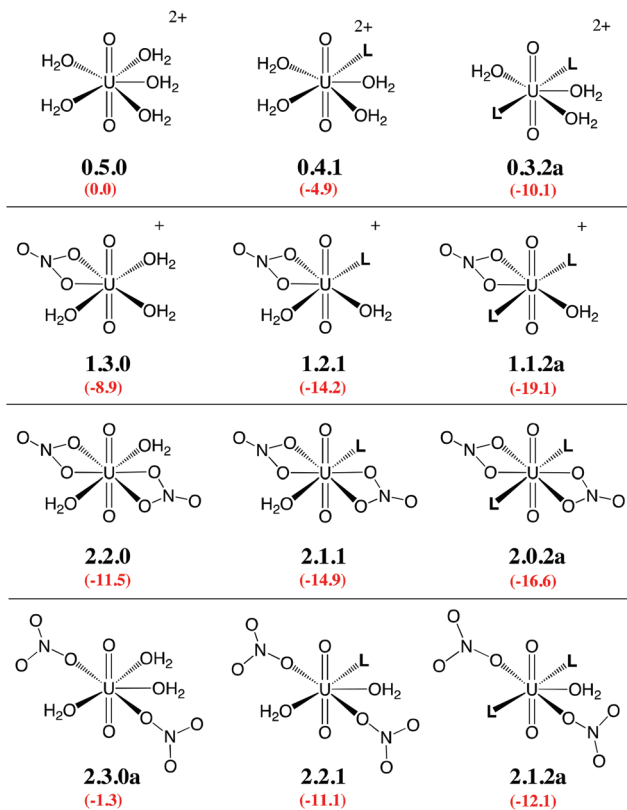 2+
O
H₂O OH₂
U OH₂
H₂O OH₂
O
0.5.0
(0.0)
2+
O L
H₂O
U OH₂
H₂O OH₂
O
0.4.1
(-4.9)
2+
O
H₂O L
U OH₂
L OH₂
O
0.3.2a
(-10.1)
+
O O O
N OH₂
O U
H₂O OH₂
O
1.3.0
(-8.9)
+
O O O
N L
O U
H₂O OH₂
O
1.2.1
(-14.2)
+
O O O
N L
O U
L OH₂
O
1.1.2a
(-19.1)
O O O
N OH₂
O U O
H₂O O N O
O
2.2.0
(-11.5)
O O O
N L
O U O
H₂O O N O
O
2.1.1
(-14.9)
O O O
N L
O U O
L O N O
O
2.0.2a
(-16.6)
O
N O O OH₂
O
U OH₂
H₂O O O
O N
O
2.3.0a
(-1.3)
O
N O O L
O
U OH₂
H₂O O O
O N
O
2.2.1
(-11.1)
O
N O O L
O
U OH₂
L O O
O N
O
2.1.2a
(-12.1)